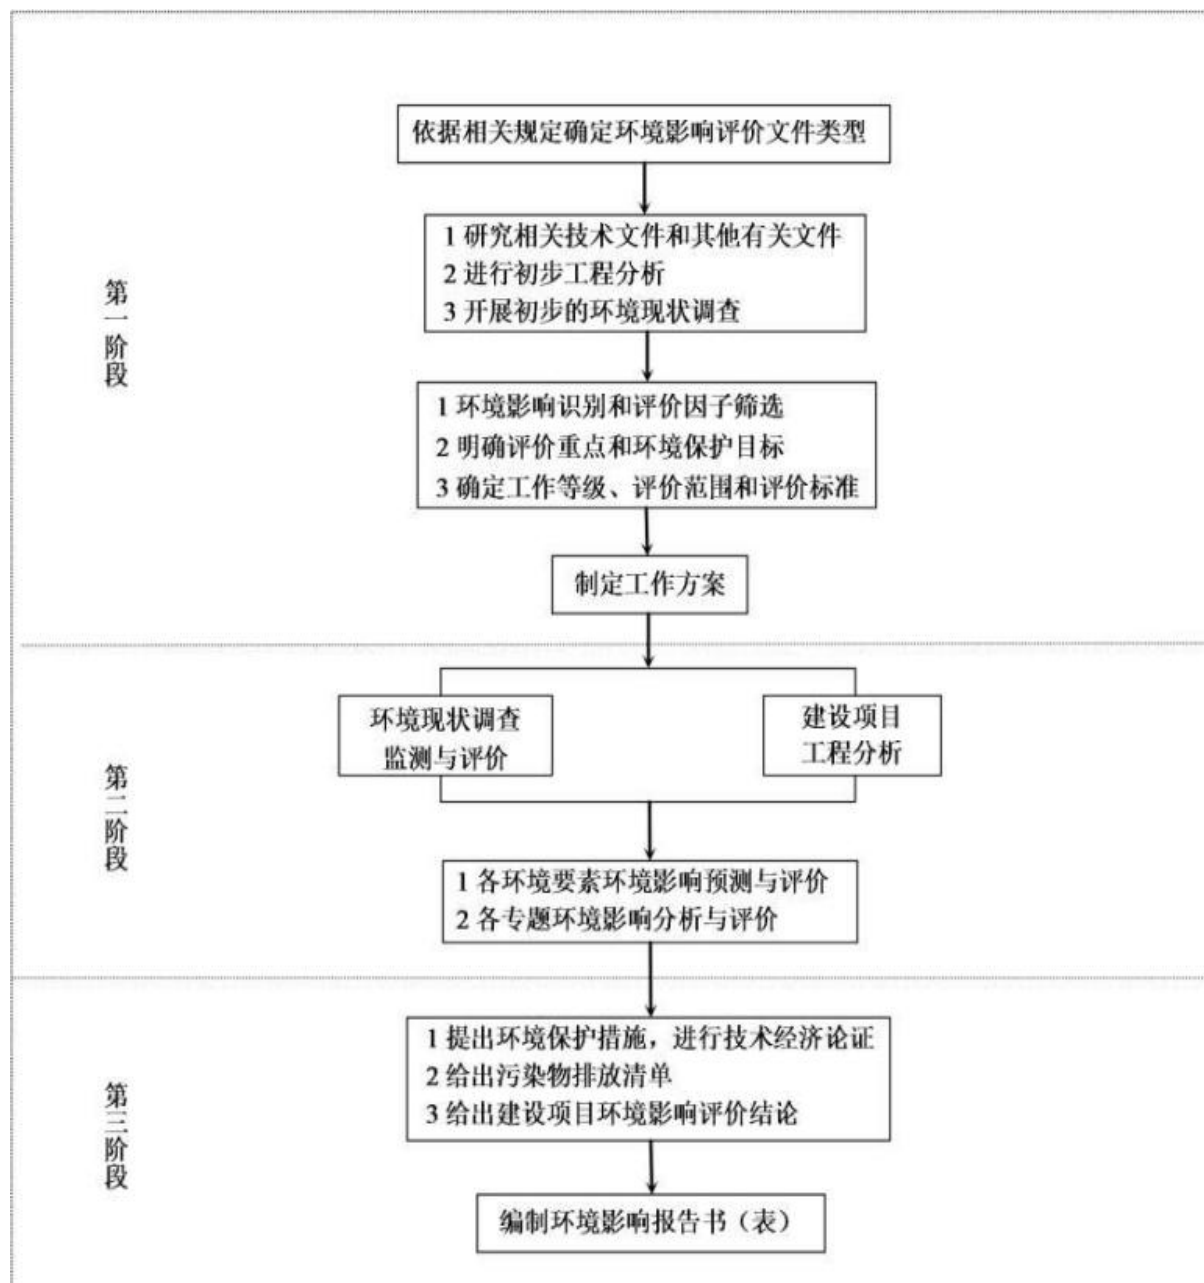 依据相关规定确定环境影响评价文件类型
1 研究相关技术文件和其他有关文件
2 进行初步工程分析
3 开展初步的环境现状调查
第一阶段
1 环境影响识别和评价因子筛选
2 明确评价重点和环境保护目标
3 确定工作等级、评价范围和评价标准
制定工作方案
环境现状调查
监测与评价
建设项目
工程分析
第二阶段
1 各环境要素环境影响预测与评价
2 各专题环境影响分析与评价
1 提出环境保护措施，进行技术经济论证
2 给出污染物排放清单
3 给出建设项目环境影响评价结论
第三阶段
编制环境影响报告书（表）